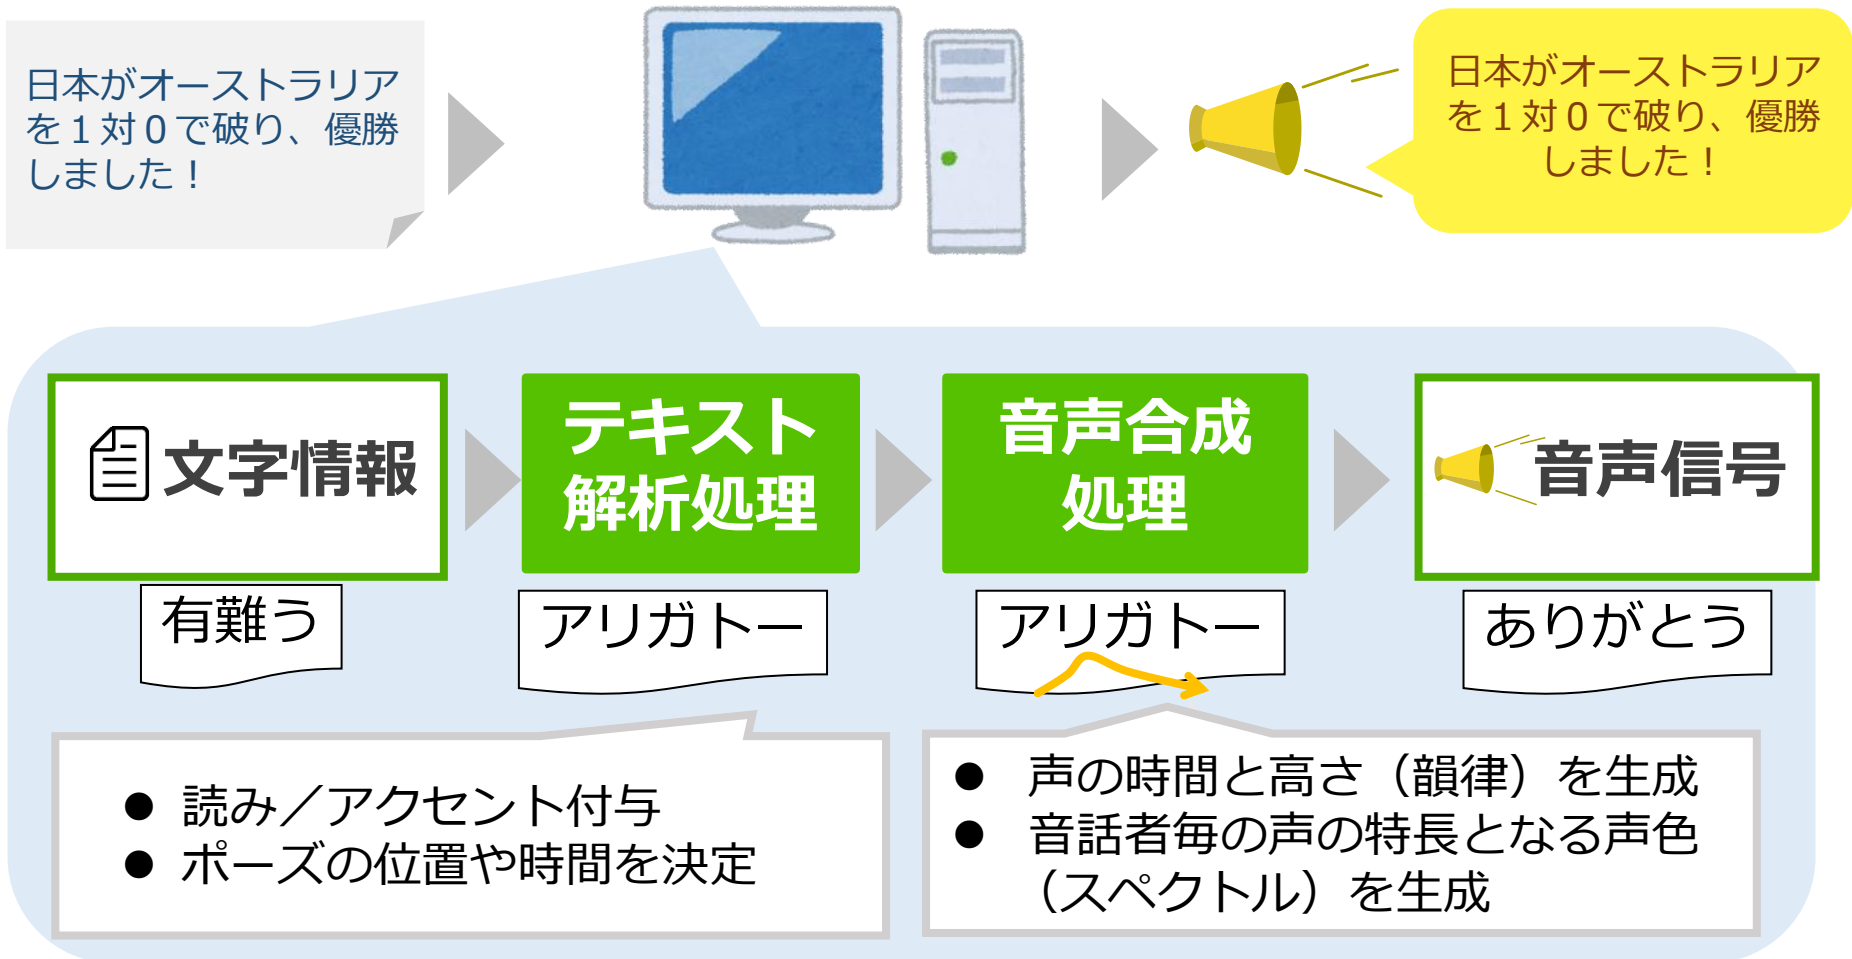 日本がオーストラリア
を１対０で破り、優勝
しました！
日本がオーストラリア
を１対０で破り、優勝
しました！
文字情報
テキスト
解析処理
音声合成
処理
音声信号
有難う
アリガトー
アリガトー
ありがとう
● 読み／アクセント付与
● ポーズの位置や時間を決定
● 声の時間と高さ（韻律）を生成
● 音話者毎の声の特長となる声色
（スペクトル）を生成